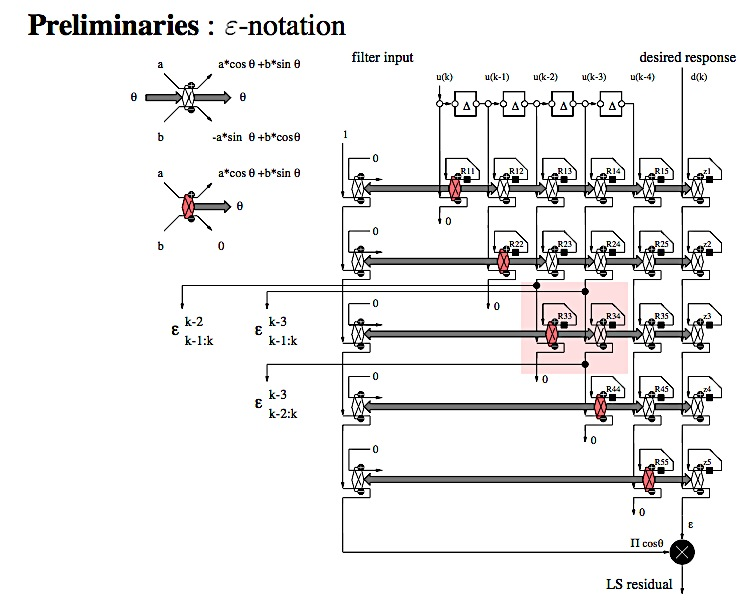 Preliminaries : ε-notation
filter input
desired response
a a*cos θ +b*sin θ
θ θ
b -a*sin θ +b*cosθ
a a*cos θ +b*sin θ
θ
b 0
u(k) u(k-1) u(k-2) u(k-3) u(k-4) d(k)
Δ Δ Δ Δ
1
0 R11 R12 R13 R14 R15 z1
0
0 R22 R23 R24 R25 z2
0
ε k-2 k-1:k
ε k-3 k-1:k
0 R33 R34 R35 z3
0
ε k-3 k-2:k
0 R44 R45 z4
0
0 R55 z5
0
ε
Π cosθ
LS residual